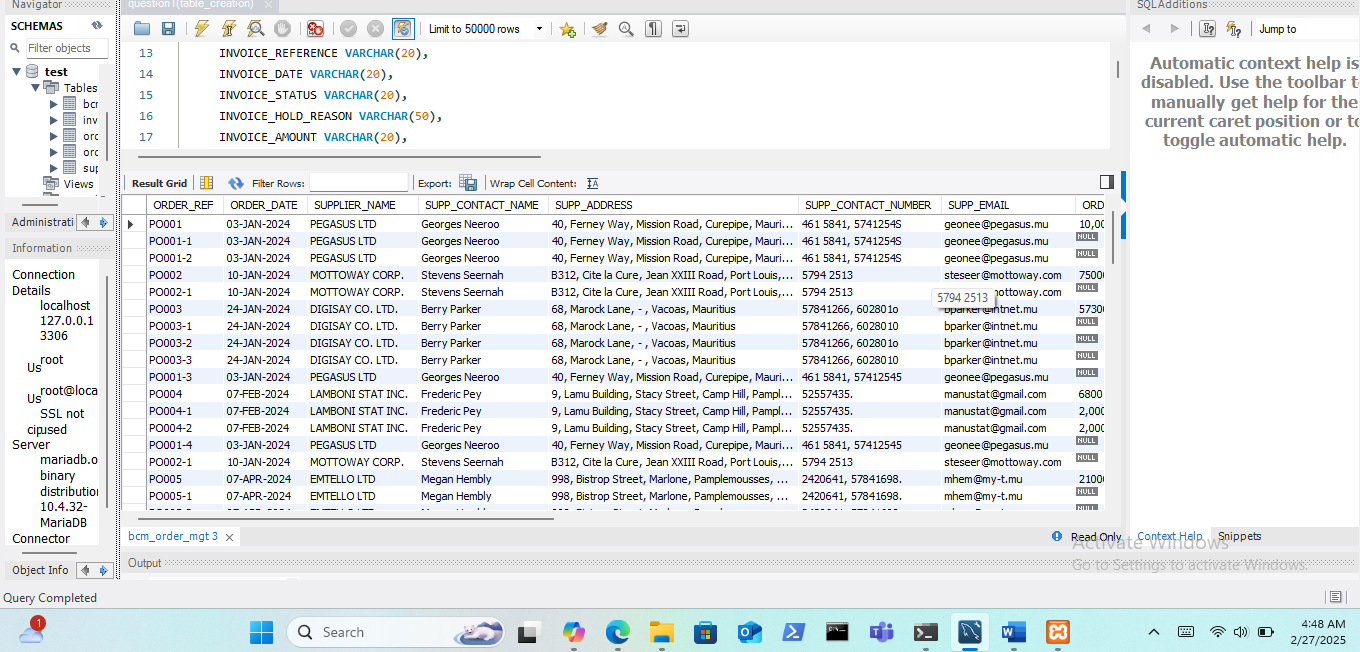 Navigator
question1(table_creation) ×
SQLAdditions
SCHEMAS
Limit to 50000 rows
Jump to
Filter objects
test
Tables
bcr
inv
orc
orc
sup
Views
13 INVOICE_REFERENCE VARCHAR(20),
14 INVOICE_DATE VARCHAR(20),
15 INVOICE_STATUS VARCHAR(20),
16 INVOICE_HOLD_REASON VARCHAR(50),
17 INVOICE_AMOUNT VARCHAR(20),
Automatic context help is
disabled. Use the toolbar t
manually get help for the
current caret position or to
toggle automatic help.
Result Grid Filter Rows: Export: Wrap Cell Content:
ORDER_REF ORDER_DATE SUPPLIER_NAME SUPP_CONTACT_NAME SUPP_ADDRESS SUPP_CONTACT_NUMBER SUPP_EMAIL ORD
PO001 03-JAN-2024 PEGASUS LTD Georges Neeroo 40, Ferney Way, Mission Road, Curepipe, Mauri... 461 5841, 5741254S geonee@pegasus.mu 10,00
PO001-1 03-JAN-2024 PEGASUS LTD Georges Neeroo 40, Ferney Way, Mission Road, Curepipe, Mauri... 461 5841, 5741254S geonee@pegasus.mu NULL
PO001-2 03-JAN-2024 PEGASUS LTD Georges Neeroo 40, Ferney Way, Mission Road, Curepipe, Mauri... 461 5841, 5741254S geonee@pegasus.mu NULL
PO002 10-JAN-2024 MOTTOWAY CORP. Stevens Seernah B312, Cite la Cure, Jean XXIII Road, Port Louis,... 5794 2513 steseer@mottoway.com 7500
PO002-1 10-JAN-2024 MOTTOWAY CORP. Stevens Seernah B312, Cite la Cure, Jean XXIII Road, Port Louis,... 5794 2513 mottoway.com NULL
5794 2513
PO003 24-JAN-2024 DIGISAY CO. LTD. Berry Parker 68, Marock Lane, - , Vacoas, Mauritius 57841266, 602801o bparker@intnet.mu 5730
PO003-1 24-JAN-2024 DIGISAY CO. LTD. Berry Parker 68, Marock Lane, - , Vacoas, Mauritius 57841266, 6028010 bparker@intnet.mu NULL
PO003-2 24-JAN-2024 DIGISAY CO. LTD. Berry Parker 68, Marock Lane, - , Vacoas, Mauritius 57841266, 6028010 bparker@intnet.mu NULL
PO003-3 24-JAN-2024 DIGISAY CO. LTD. Berry Parker 68, Marock Lane, - , Vacoas, Mauritius 57841266, 6028010 bparker@intnet.mu NULL
PO001-3 03-JAN-2024 PEGASUS LTD Georges Neeroo 40, Ferney Way, Mission Road, Curepipe, Mauri... 461 5841, 57412545 geonee@pegasus.mu NULL
PO004 07-FEB-2024 LAMBONI STAT INC. Frederic Pey 9, Lamu Building, Stacy Street, Camp Hill, Pampl... 52557435. manustat@gmail.com 6800
PO004-1 07-FEB-2024 LAMBONI STAT INC. Frederic Pey 9, Lamu Building, Stacy Street, Camp Hill, Pampl... 52557435. manustat@gmail.com 2,000
PO004-2 07-FEB-2024 LAMBONI STAT INC. Frederic Pey 9, Lamu Building, Stacy Street, Camp Hill, Pampl... 52557435. manustat@gmail.com 2,000
PO001-4 03-JAN-2024 PEGASUS LTD Georges Neeroo 40, Ferney Way, Mission Road, Curepipe, Mauri... 461 5841, 57412545 geonee@pegasus.mu NULL
PO002-1 10-JAN-2024 MOTTOWAY CORP. Stevens Seernah B312, Cite la Cure, Jean XXIII Road, Port Louis,... 5794 2513 steseer@mottoway.com NULL
PO005 07-APR-2024 EMTELLO LTD Megan Hembly 998, Bistrop Street, Marlone, Pamplemousses, ... 2420641, 57841698. mhem@my-t.mu 2100
PO005-1 07-APR-2024 EMTELLO LTD Megan Hembly 998, Bistrop Street, Marlone, Pamplemousses, ... 2420641, 57841698. mhem@my-t.mu NULL
NULL
Administrati
Information
Connection
Details
localhost
127.0.0.1
3306
root
Us
root@loca
Us
SSL not
cip used
Server
mariadb.o
binary
distribution
10.4.32-
MariaDB
Connector
bcm_order_mgt 3 ×
Read Only
Context Help Snippets
Activate Windows
Go to Settings to activate Windows.
Output
Object Info
Query Completed
1
Search
4:48 AM
2/27/2025